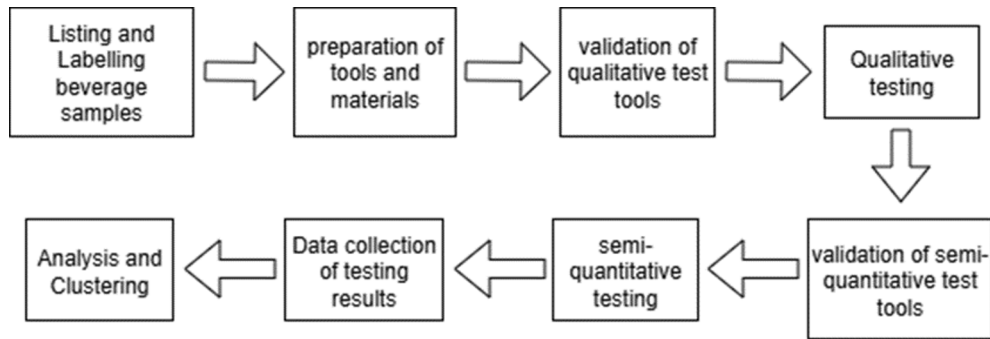 Listing and
Labelling
beverage
samples
preparation of
tools and
materials
validation of
qualitative test
tools
Qualitative
testing
validation of semi-
quantitative test
tools
semi-
quantitative
testing
Data collection
of testing
results
Analysis and
Clustering